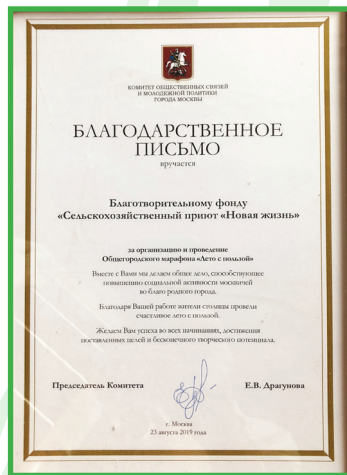 КОМИТЕТ ОБЩЕСТВЕННЫХ СВЯЗЕЙ
И МОЛОДЕЖНОЙ ПОЛИТИКИ
ГОРОДА МОСКВЫ
БЛАГОДАРСТВЕННОЕ
ПИСЬМО
вручается
Благотворительному фонду
«Сельскохозяйственный приют «Новая жизнь»
за организацию и проведение
Общегородского марафона «Лето с пользой»
Вместе с Вами мы делаем общее дело, способствующее
повышению социальной активности москвичей
во благо родного города.
Благодаря Вашей работе жители столицы провели
счастливое лето с пользой.
Желаем Вам успеха во всех начинаниях, достижения
поставленных целей и бесконечного творческого потенциала.
Председатель Комитета
Е.В. Драгунова
г. Москва
23 августа 2019 года